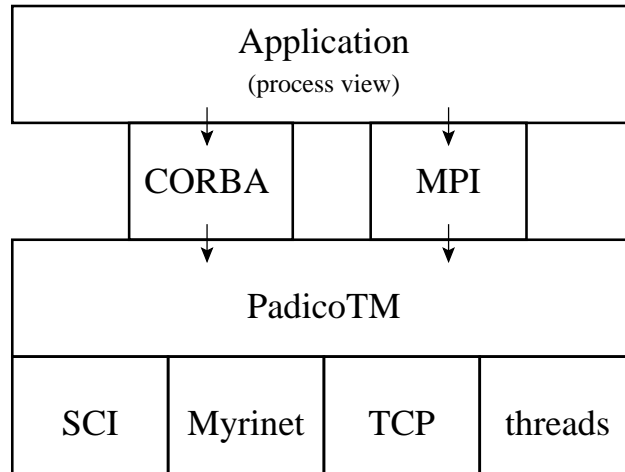 Application
(process view)
CORBA MPI
PadicoTM
SCI Myrinet TCP threads